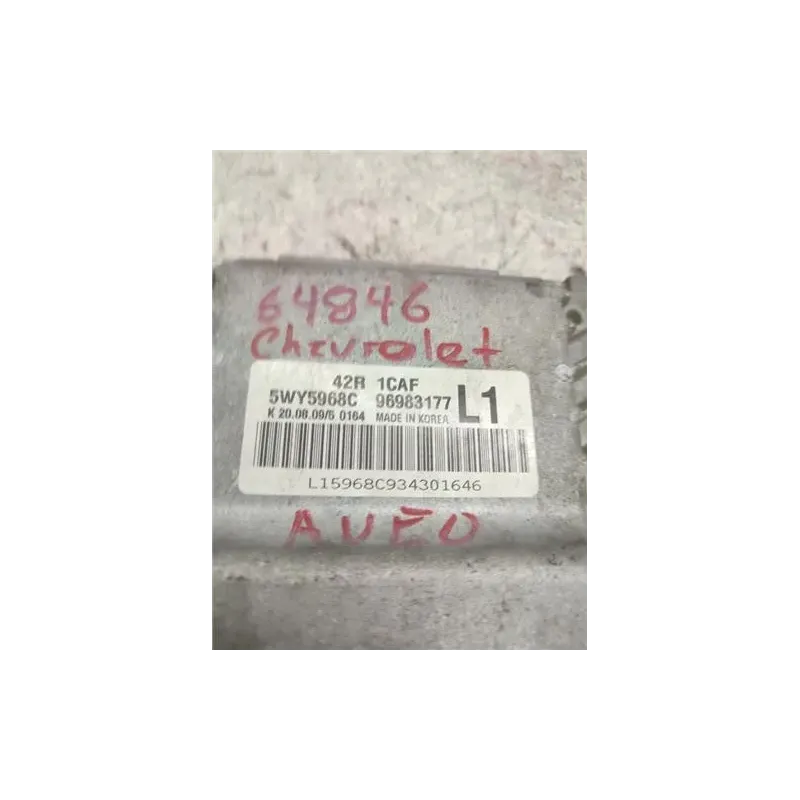 64846
Chevrolet
42R 1CAF
5WY5968C 96983177 L1
K 20.08.09/5 0164 MADE IN KOREA
L15968C934301646
AVEO